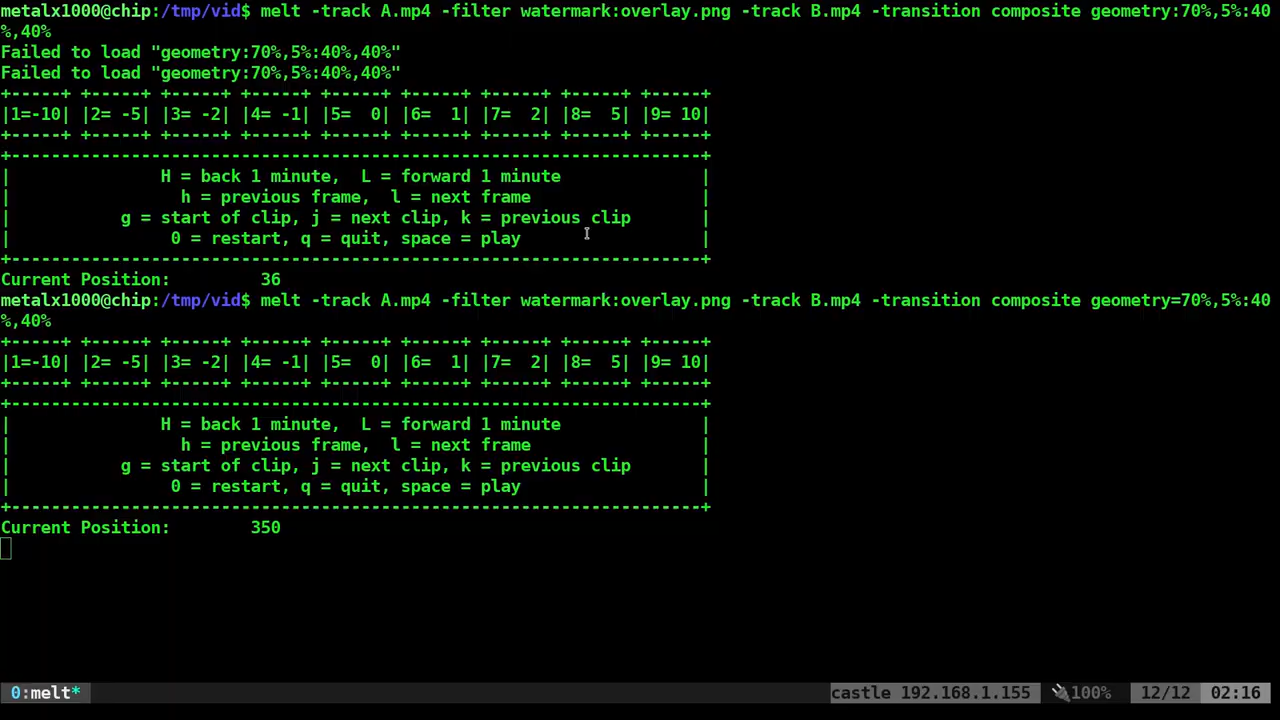 metalx1000@chip:/tmp/vid$ melt -track A.mp4 -filter watermark:overlay.png -track B.mp4 -transition composite geometry:70%,5%:40
%,40%
Failed to load "geometry:70%,5%:40%,40%"
Failed to load "geometry:70%,5%:40%,40%"
+-----+ +-----+ +-----+ +-----+ +-----+ +-----+ +-----+ +-----+ +-----+
|1=-10| |2= -5| |3= -2| |4= -1| |5=  0| |6=  1| |7=  2| |8=  5| |9= 10|
+-----+ +-----+ +-----+ +-----+ +-----+ +-----+ +-----+ +-----+ +-----+
+---------------------------------------------------------------------+
|               H = back 1 minute,  L = forward 1 minute              |
|                 h = previous frame,  l = next frame                 |
|           g = start of clip, j = next clip, k = previous clip       |
|                0 = restart, q = quit, space = play                  |
+---------------------------------------------------------------------+
Current Position:         36
metalx1000@chip:/tmp/vid$ melt -track A.mp4 -filter watermark:overlay.png -track B.mp4 -transition composite geometry=70%,5%:40
%,40%
+-----+ +-----+ +-----+ +-----+ +-----+ +-----+ +-----+ +-----+ +-----+
|1=-10| |2= -5| |3= -2| |4= -1| |5=  0| |6=  1| |7=  2| |8=  5| |9= 10|
+-----+ +-----+ +-----+ +-----+ +-----+ +-----+ +-----+ +-----+ +-----+
+---------------------------------------------------------------------+
|               H = back 1 minute,  L = forward 1 minute              |
|                 h = previous frame,  l = next frame                 |
|           g = start of clip, j = next clip, k = previous clip       |
|                0 = restart, q = quit, space = play                  |
+---------------------------------------------------------------------+
Current Position:        350
0:melt* castle 192.168.1.155 🔌100% 12/12 02:16